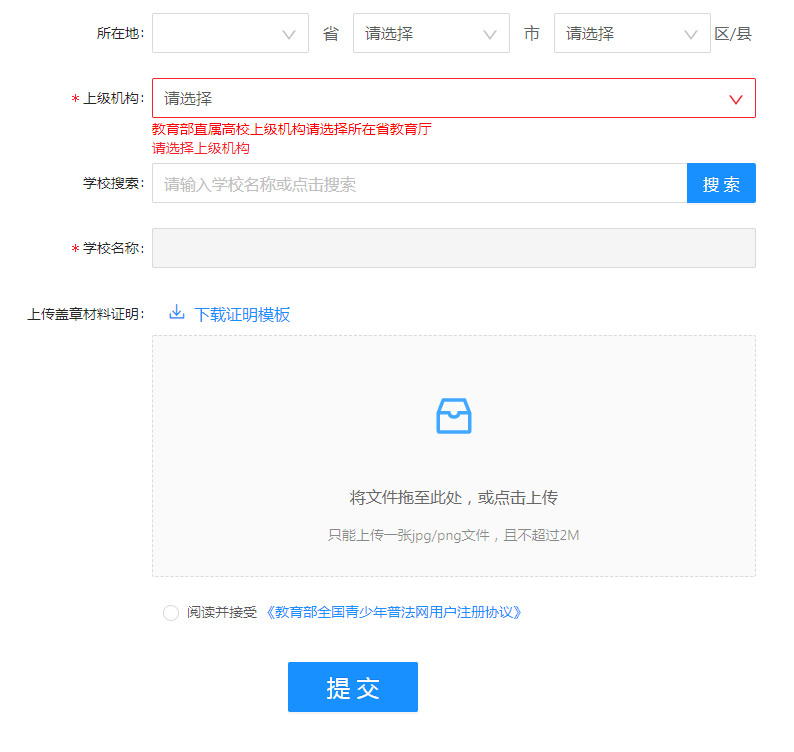 所在地: 省 请选择 市 请选择 区/县
* 上级机构: 请选择
教育部直属高校上级机构请选择所在省教育厅
请选择上级机构
学校搜索: 请输入学校名称或点击搜索 搜 索
* 学校名称:
上传盖章材料证明: 下载证明模板
将文件拖至此处，或点击上传
只能上传一张jpg/png文件，且不超过2M
阅读并接受 《教育部全国青少年普法网用户注册协议》
提 交